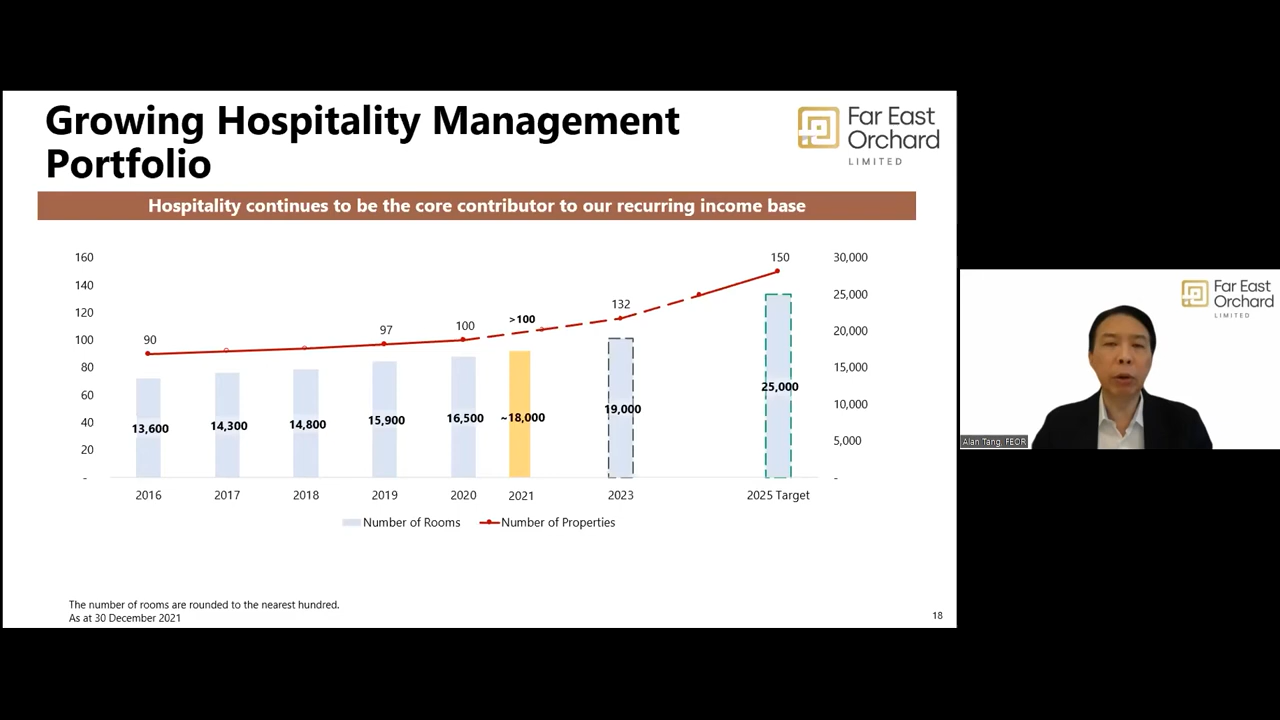 Growing Hospitality Management
Portfolio
Far East
Orchard
LIMITED
Hospitality continues to be the core contributor to our recurring income base
160
140
120
100
80
60
40
20
-
30,000
25,000
20,000
15,000
10,000
5,000
-
90
97
100
>100
132
150
13,600
14,300
14,800
15,900
16,500
~18,000
19,000
25,000
2016
2017
2018
2019
2020
2021
2023
2025 Target
Number of Rooms
Number of Properties
The number of rooms are rounded to the nearest hundred.
As at 30 December 2021
18
Far East
Orchard
LIMITED
Alan Tang, FEOR